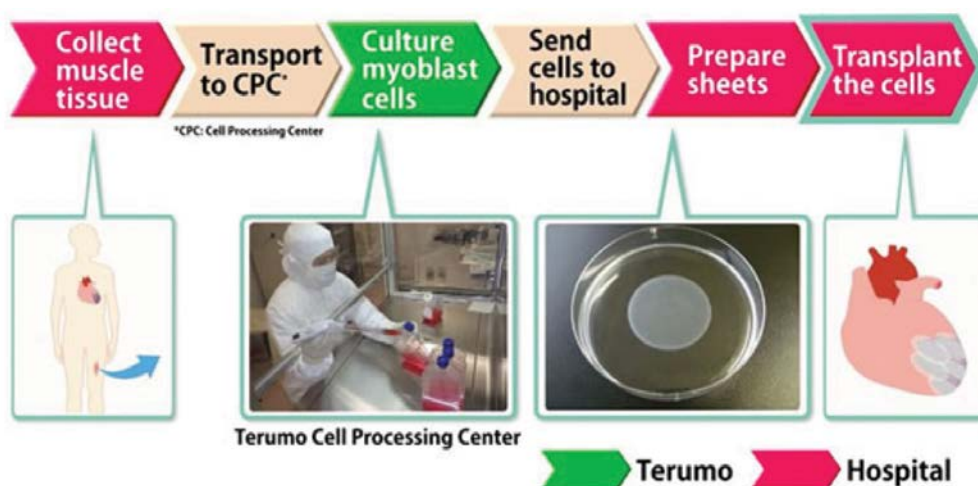 Collect
muscle
tissue
Transport
to CPC*
Culture
myoblast
cells
Send
cells to
hospital
Prepare
sheets
Transplant
the cells
*CPC: Cell Processing Center
Terumo Cell Processing Center
Terumo
Hospital